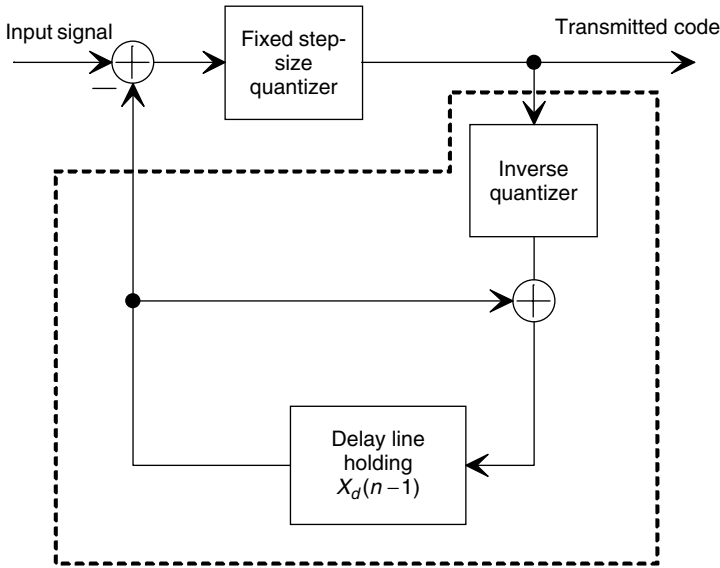 Input signal
Fixed step-
size
quantizer
Transmitted code
Inverse
quantizer
Delay line
holding
X_d(n−1)